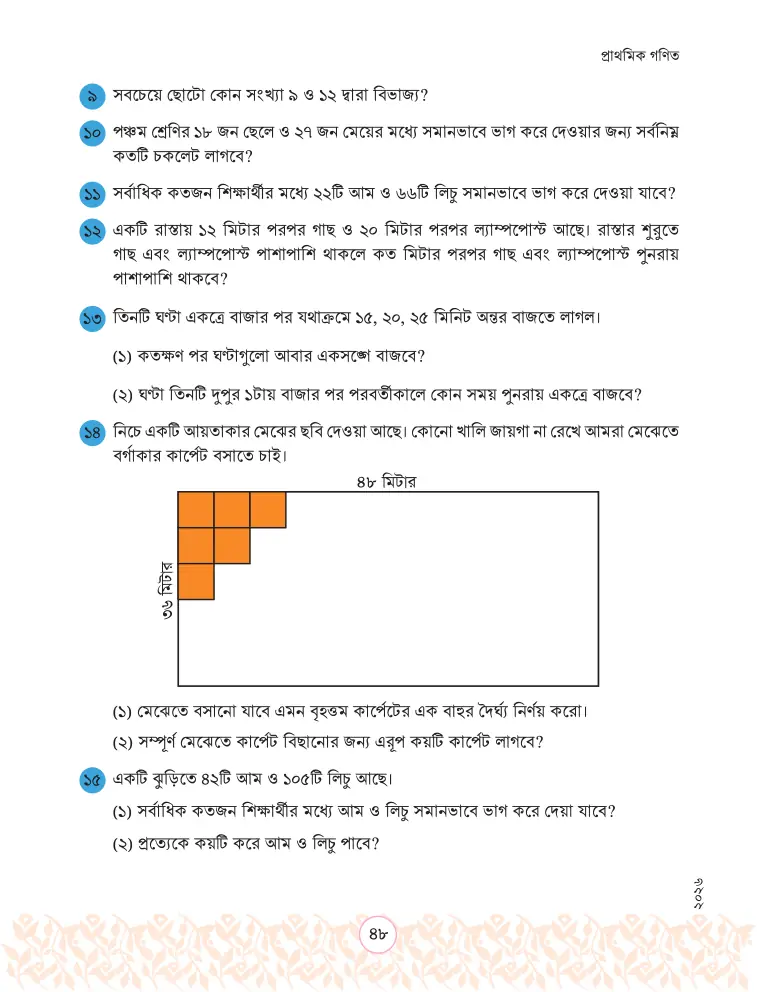 প্রাথমিক গণিত
৯ সবচেয়ে ছোটো কোন সংখ্যা ৯ ও ১২ দ্বারা বিভাজ্য?
১০ পঞ্চম শ্রেণির ১৮ জন ছেলে ও ২৭ জন মেয়ের মধ্যে সমানভাবে ভাগ করে দেওয়ার জন্য সর্বনিম্ন
কতটি চকলেট লাগবে?
১১ সর্বাধিক কতজন শিক্ষার্থীর মধ্যে ২২টি আম ও ৬৬টি লিচু সমানভাবে ভাগ করে দেওয়া যাবে?
১২ একটি রাস্তায় ১২ মিটার পরপর গাছ ও ২০ মিটার পরপর ল্যাম্পপোস্ট আছে। রাস্তার শুরুতে
গাছ এবং ল্যাম্পপোস্ট পাশাপাশি থাকলে কত মিটার পরপর গাছ এবং ল্যাম্পপোস্ট পুনরায়
পাশাপাশি থাকবে?
১৩ তিনটি ঘণ্টা একত্রে বাজার পর যথাক্রমে ১৫, ২০, ২৫ মিনিট অন্তর বাজতে লাগল।
(১) কতক্ষণ পর ঘণ্টাগুলো আবার একসঙ্গে বাজবে?
(২) ঘণ্টা তিনটি দুপুর ১টায় বাজার পর পরবর্তীকালে কোন সময় পুনরায় একত্রে বাজবে?
১৪ নিচে একটি আয়তাকার মেঝের ছবি দেওয়া আছে। কোনো খালি জায়গা না রেখে আমরা মেঝেতে
বর্গাকার কার্পেট বসাতে চাই।
৪৮ মিটার
৩৬ মিটার
(১) মেঝেতে বসানো যাবে এমন বৃহত্তম কার্পেটের এক বাহুর দৈর্ঘ্য নির্ণয় করো।
(২) সম্পূর্ণ মেঝেতে কার্পেট বিছানোর জন্য এরূপ কয়টি কার্পেট লাগবে?
১৫ একটি ঝুড়িতে ৪২টি আম ও ১০৫টি লিচু আছে।
(১) সর্বাধিক কতজন শিক্ষার্থীর মধ্যে আম ও লিচু সমানভাবে ভাগ করে দেয়া যাবে?
(২) প্রত্যেকে কয়টি করে আম ও লিচু পাবে?
২০২৬
৪৮